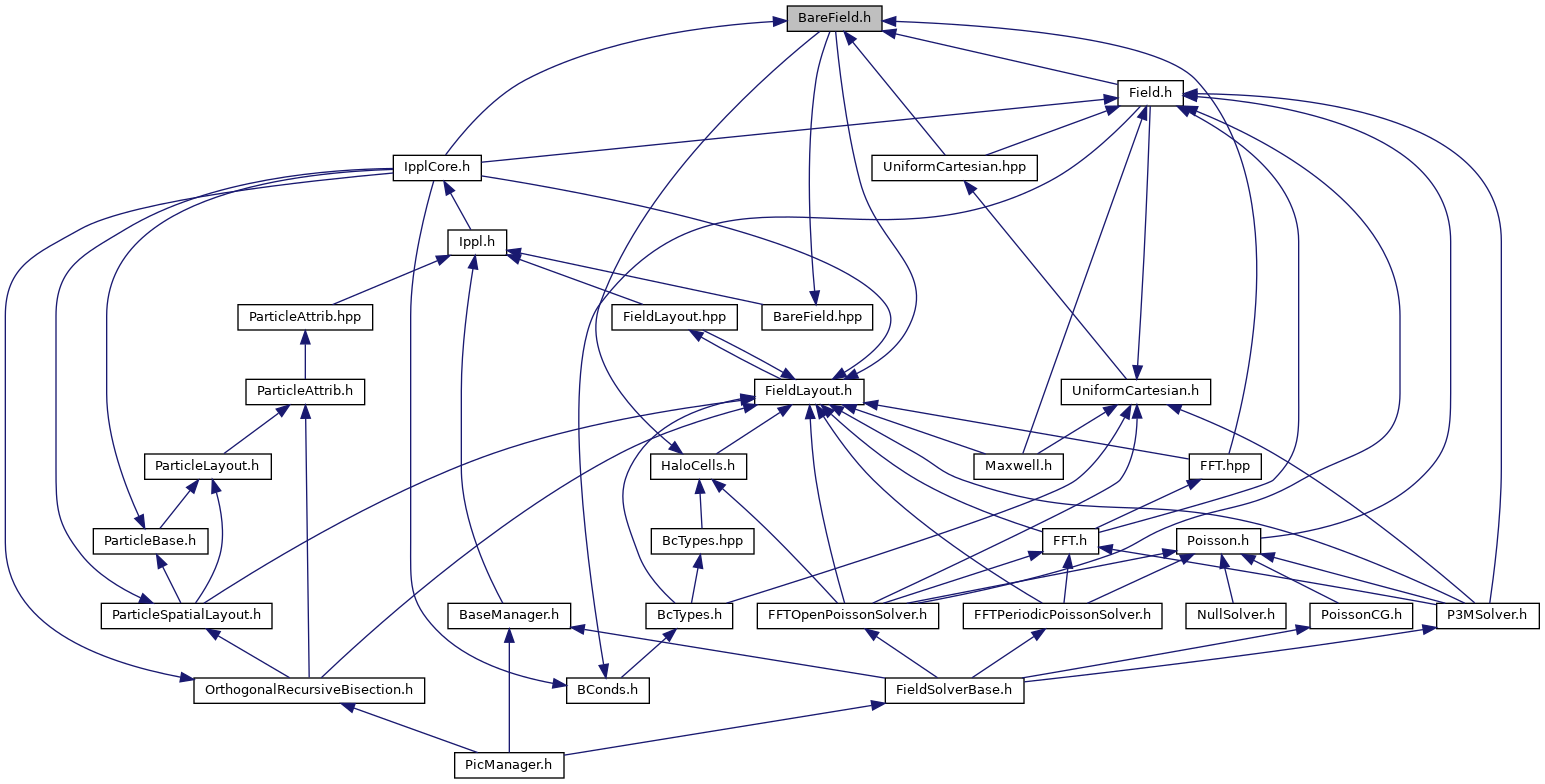 BareField.h
Field.h
IpplCore.h
UniformCartesian.hpp
Ippl.h
ParticleAttrib.hpp
FieldLayout.hpp
BareField.hpp
ParticleAttrib.h
FieldLayout.h
UniformCartesian.h
ParticleLayout.h
HaloCells.h
Maxwell.h
FFT.hpp
ParticleBase.h
BcTypes.hpp
FFT.h
Poisson.h
ParticleSpatialLayout.h
BaseManager.h
BcTypes.h
FFTOpenPoissonSolver.h
FFTPeriodicPoissonSolver.h
NullSolver.h
PoissonCG.h
P3MSolver.h
OrthogonalRecursiveBisection.h
BConds.h
FieldSolverBase.h
PicManager.h